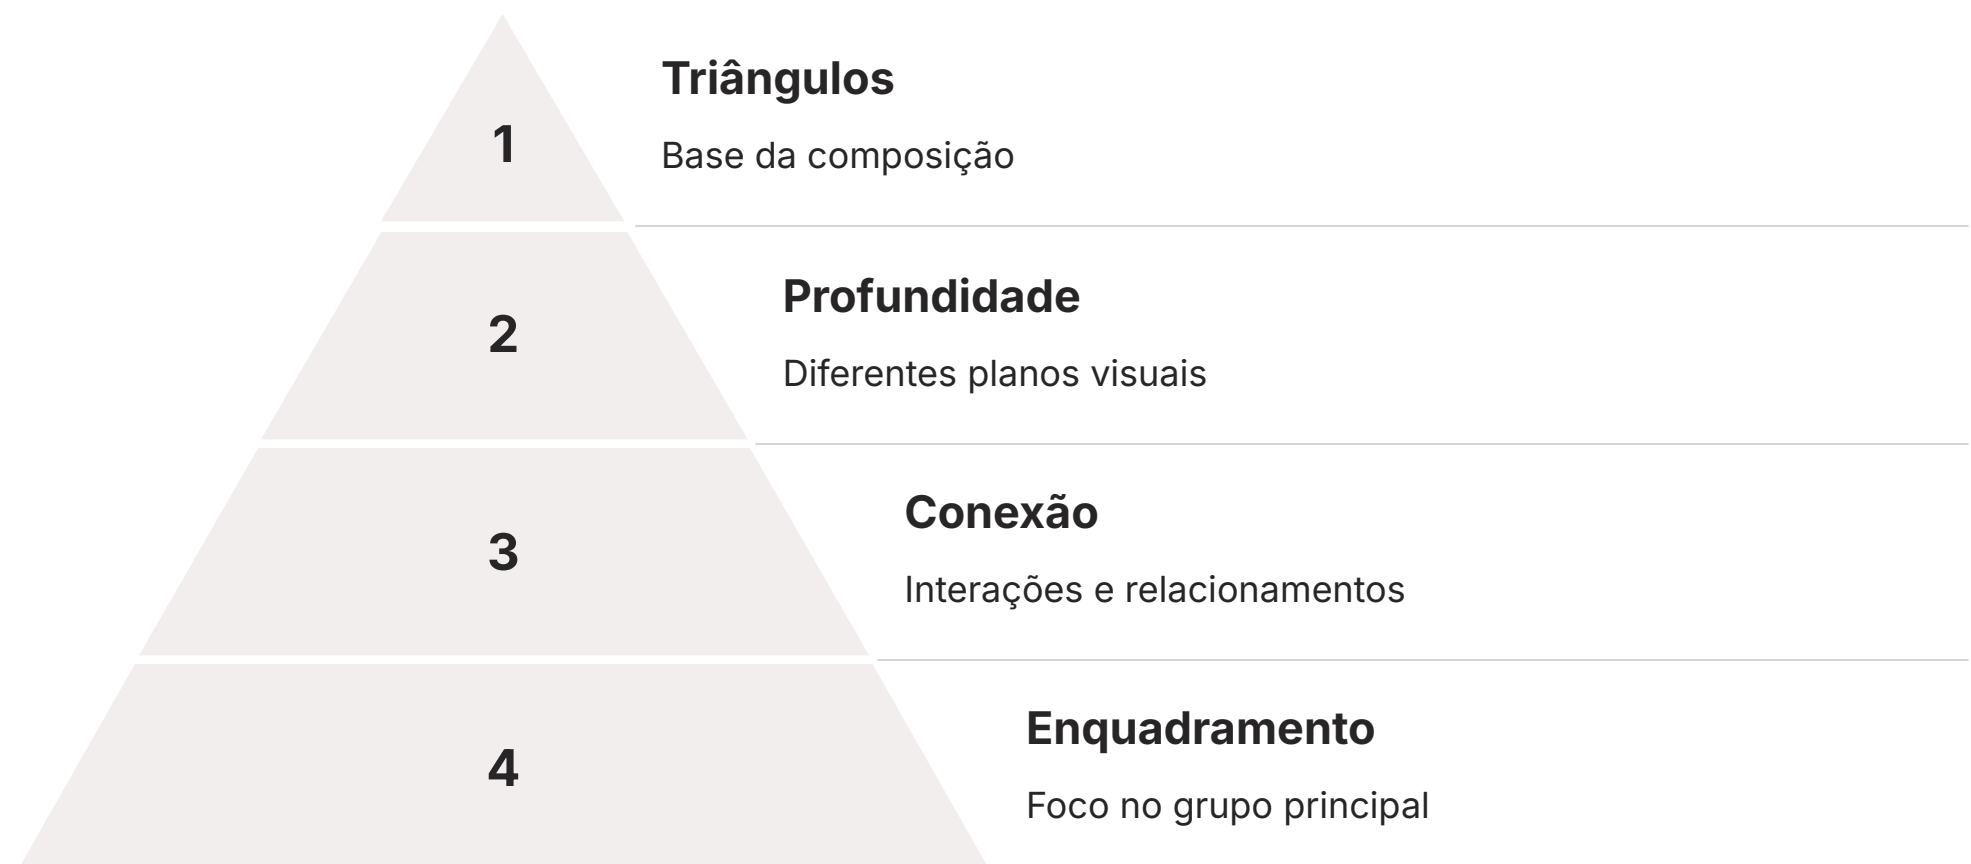 1
Triângulos
Base da composição
2
Profundidade
Diferentes planos visuais
3
Conexão
Interações e relacionamentos
4
Enquadramento
Foco no grupo principal